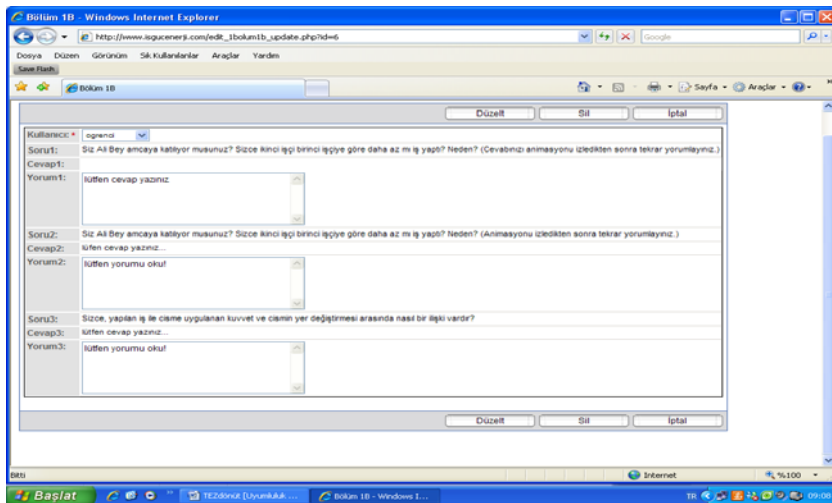 Bölüm 1B - Windows Internet Explorer
http://www.isgucenerji.com/edit_1bolum1b_update.php?id=6
Google
Dosya Düzen Görünüm Sık Kullanılanlar Araçlar Yardım
Save Flash
Bölüm 1B
Sayfa Araçlar
Düzelt Sil İptal
Kullanıcı: * ogrenci
Soru1: Siz Ali Bey amcaya katılıyor musunuz? Sizce ikinci işçi birinci işçiye göre daha az mı iş yaptı? Neden? (Cevabınızı animasyonu izledikten sonra tekrar yorumlayınız.)
Cevap1:
Yorum1: lütfen cevap yazınız
Soru2: Siz Ali Bey amcaya katılıyor musunuz? Sizce ikinci işçi birinci işçiye göre daha az mı iş yaptı? Neden? (Animasyonu izledikten sonra tekrar yorumlayınız.)
Cevap2: lüfen cevap yazınız...
Yorum2: lütfen yorumu oku!
Soru3: Sizce, yapılan iş ile cisme uygulanan kuvvet ve cismin yer değiştirmesi arasında nasıl bir ilişki vardır?
Cevap3: lütfen cevap yazınız...
Yorum3: lütfen yorumu oku!
Düzelt Sil İptal
Bitti Internet %100
Başlat TEZdönüt [Uyumluluk ... Bölüm 1B - Windows I... TR 09:08